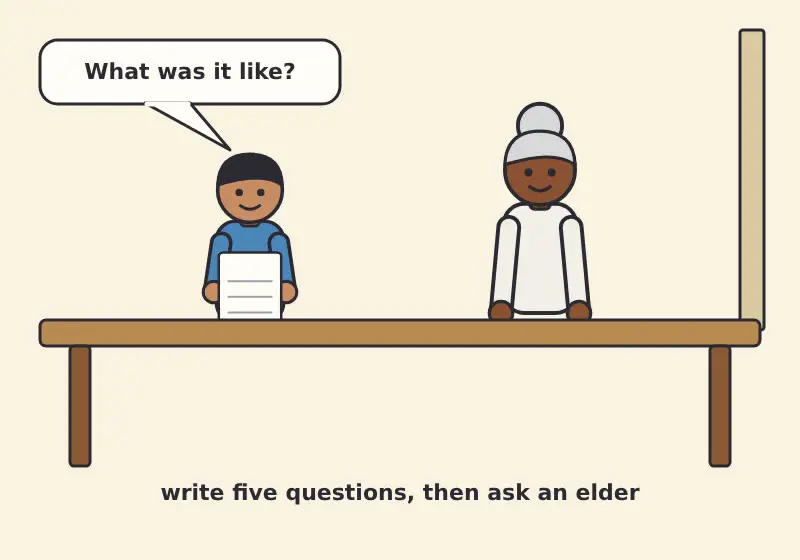 What was it like?
write five questions, then ask an elder